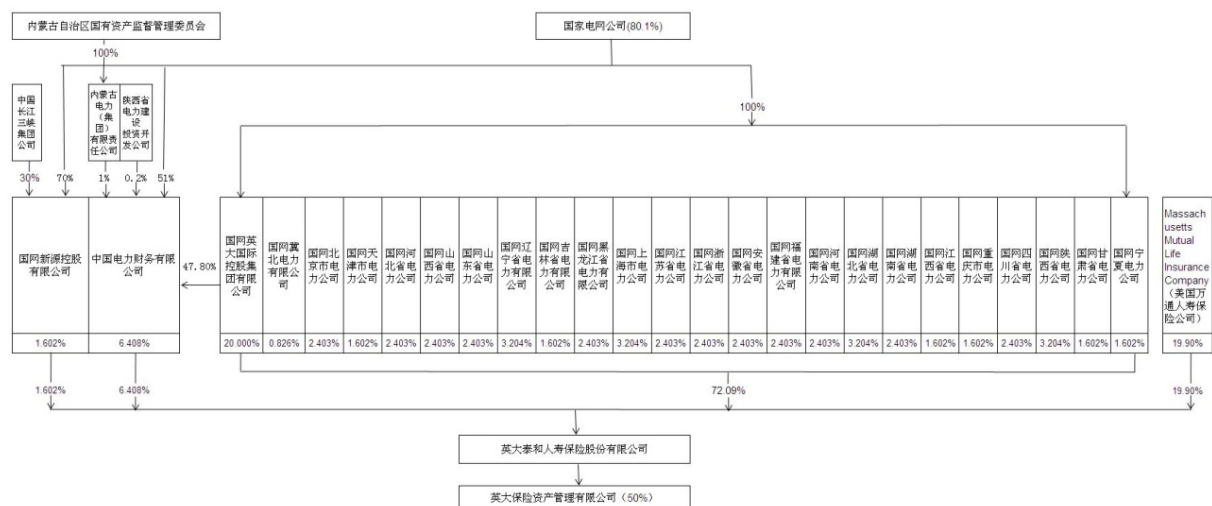 内蒙古自治区国有资产监督管理委员会
国家电网公司(80.1%)
100%
100%
中国
长江
三峡
集团
公司
内蒙古
电力
（集
团）
有限责
任公司
陕西省
电力建
设
投资开
发公司
30%
70%
1%
0.2%
51%
国网新源控股
有限公司
中国电力财务有
限公司
47.80%
国网英
大国际
控股集
团有限
公司
国网冀
北电力
有限公
司
国网北
京市电
力公司
国网天
津市电
力公司
国网河
北省电
力公司
国网山
西省电
力公司
国网山
东省电
力公司
国网辽
宁省电
力有限
公司
国网吉
林省电
力有限
公司
国网黑
龙江省
电力有
限公司
国网上
海市电
力公司
国网江
苏省电
力公司
国网浙
江省电
力公司
国网安
徽省电
力公司
国网福
建省电
力有限
公司
国网河
南省电
力公司
国网湖
北省电
力公司
国网湖
南省电
力公司
国网江
西省电
力公司
国网重
庆市电
力公司
国网四
川省电
力公司
国网陕
西省电
力公司
国网甘
肃省电
力公司
国网宁
夏电力
公司
Massach
usetts
Mutual
Life
Insurance
Company
（美国万
通人寿保
险公司）
1.602%
6.408%
20.000%
0.826%
2.403%
1.602%
2.403%
2.403%
2.403%
3.204%
1.602%
2.403%
3.204%
2.403%
2.403%
2.403%
2.403%
2.403%
3.204%
2.403%
1.602%
1.602%
2.403%
3.204%
1.602%
1.602%
19.90%
1.602%
6.408%
72.09%
19.90%
英大泰和人寿保险股份有限公司
英大保险资产管理有限公司（50%）